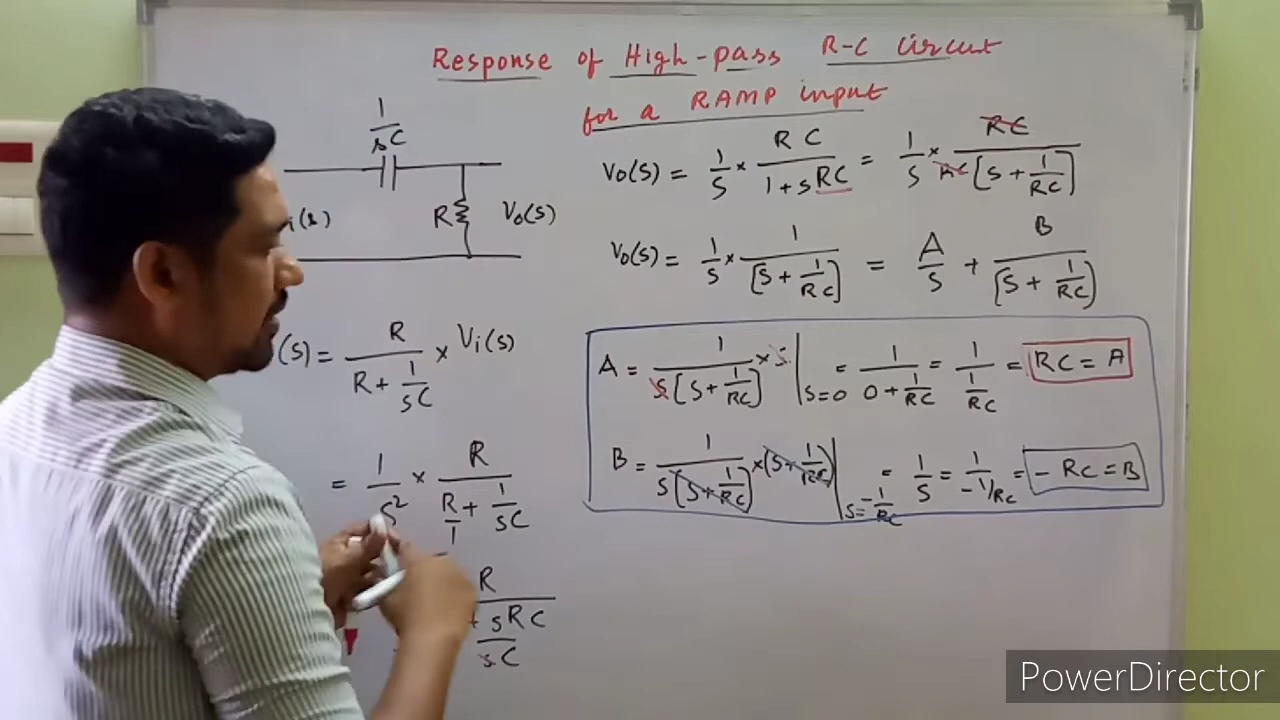 Response of High-pass R-C circuit
for a RAMP input
1/sC
i(s)
R
Vo(s)
(s) = R/(R + 1/sC) × Vi(s)
= 1/s² × R/(R/1 + 1/sC)
R
+ sRC
sC
Vo(s) = 1/s × RC/(1 + sRC) = 1/s × RC/(RC[s + 1/RC])
Vo(s) = 1/s × 1/[s + 1/RC] = A/s + B/[s + 1/RC]
A = 1/(s[s + 1/RC]) × s |s=0 = 1/(0 + 1/RC) = 1/(1/RC) = RC = A
B = 1/(s[s + 1/RC]) × (s + 1/RC) |s=-1/RC = 1/s = 1/(-1/RC) = -RC = B
PowerDirector